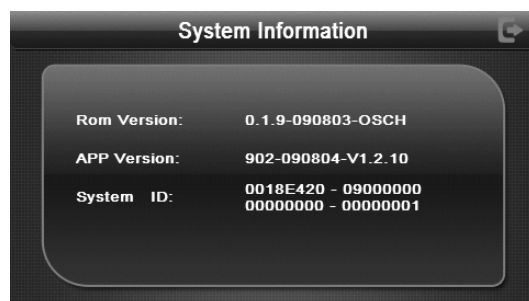 System Information
Rom Version: 0.1.9-090803-OSCH
APP Version: 902-090804-V1.2.10
System ID: 0018E420 - 09000000
00000000 - 00000001